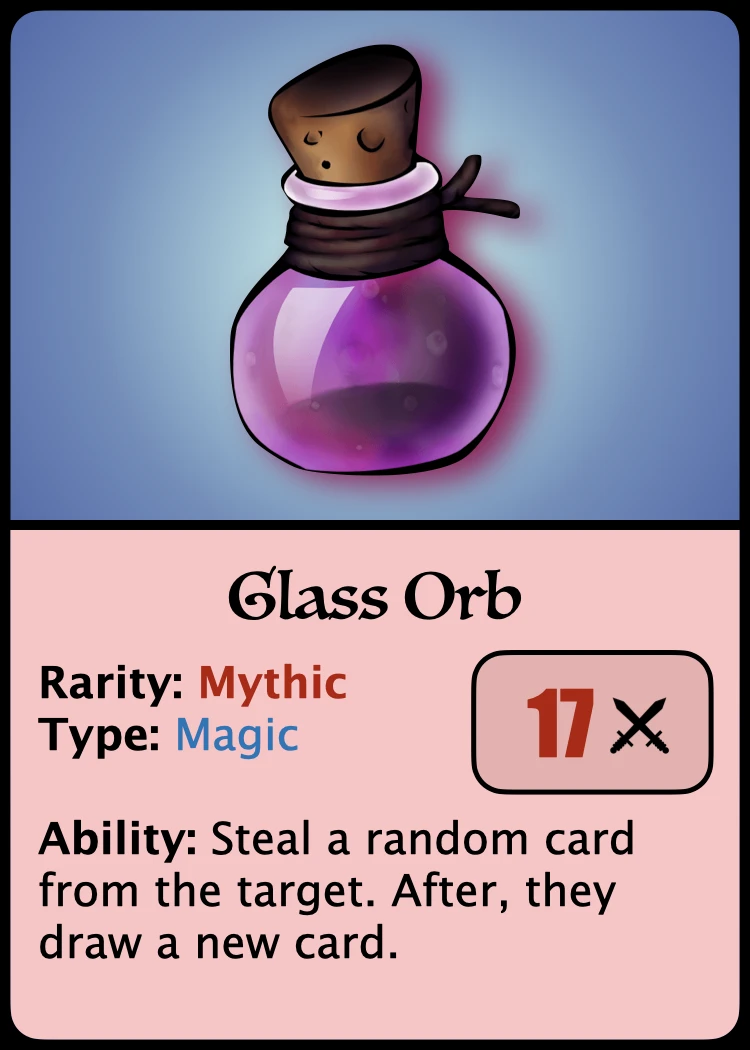 Glass Orb
Rarity: Mythic
Type: Magic
17
Ability: Steal a random card
from the target. After, they
draw a new card.